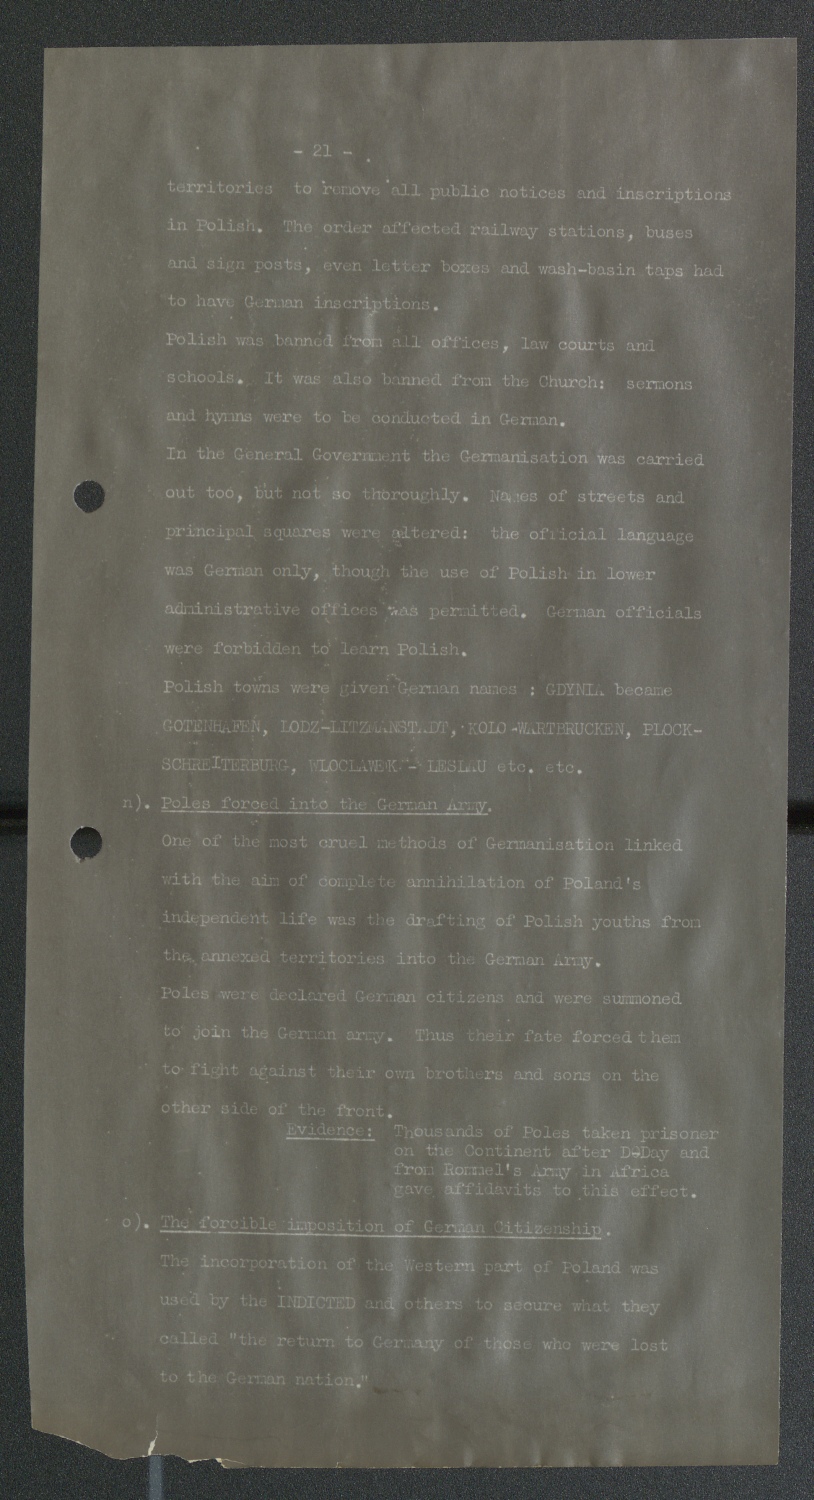 - 21 -
territories to remove all public notices and inscriptions
in Polish. The order affected railway stations, buses
and sign posts, even letter boxes and wash-basin taps had
to have German inscriptions.
Polish was banned from all offices, law courts and
schools. It was also banned from the Church: sermons
and hymns were to be conducted in German.
In the General Government the Germanisation was carried
out too, but not so thoroughly. Names of streets and
principal squares were altered: the official language
was German only, though the use of Polish in lower
administrative offices was permitted. German officials
were forbidden to learn Polish.
Polish towns were given German names ; GDYNIA became
GOTENHAFEN, LODZ-LITZMANSTADT, KOLO-WARTBRUCKEN, PLOCK-
SCHREITERBURG, WLOCLAWEK - LESLAU etc. etc.
n). Poles forced into the German Army.
One of the most cruel methods of Germanisation linked
with the aim of complete annihilation of Poland's
independent life was the drafting of Polish youths from
the annexed territories into the German Army.
Poles were declared German citizens and were summoned
to join the German army. Thus their fate forced them
to fight against their own brothers and sons on the
other side of the front.
Evidence: Thousands of Poles taken prisoner
on the Continent after D-Day and
from Rommel's Army in Africa
gave affidavits to this effect.
o). The forcible imposition of German Citizenship.
The incorporation of the Western part of Poland was
used by the INDICTED and others to secure what they
called "the return to Germany of those who were lost
to the German nation."